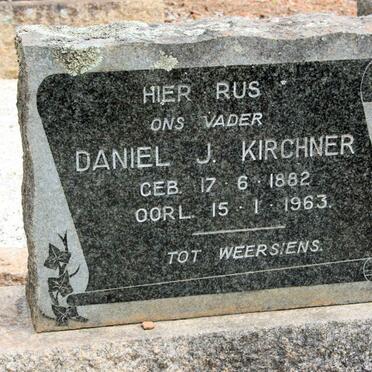 HIER RUS
ONS VADER
DANIEL J. KIRCHNER
GEB. 17-6-1882
OORL. 15-1-1963.
TOT WEERSIENS.